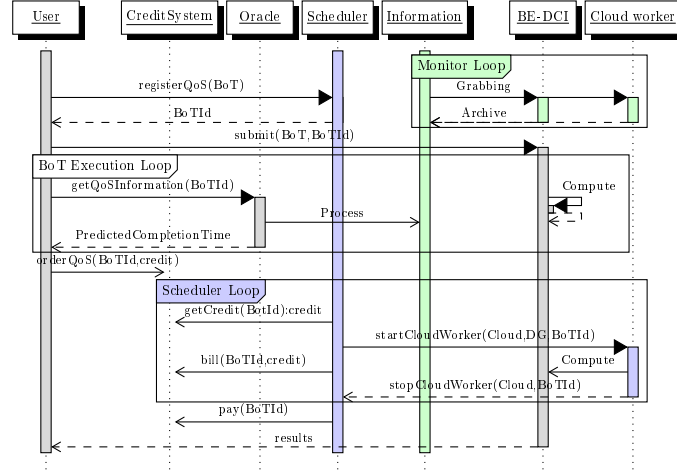 User CreditSystem Oracle Scheduler Information BE-DCI Cloud worker
Monitor Loop
registerQoS(BoT) Grabbing
BoTId Archive
submit(BoT,BoTId)
BoT Execution Loop
getQoSInformation(BoTId) Compute
Process
PredictedCompletionTime
orderQoS(BoTId,credit)
Scheduler Loop
getCredit(BotId):credit
startCloudWorker(Cloud,DG,BoTId)
bill(BoTId,credit) Compute
stopCloudWorker(Cloud,BoTId)
pay(BoTId)
results